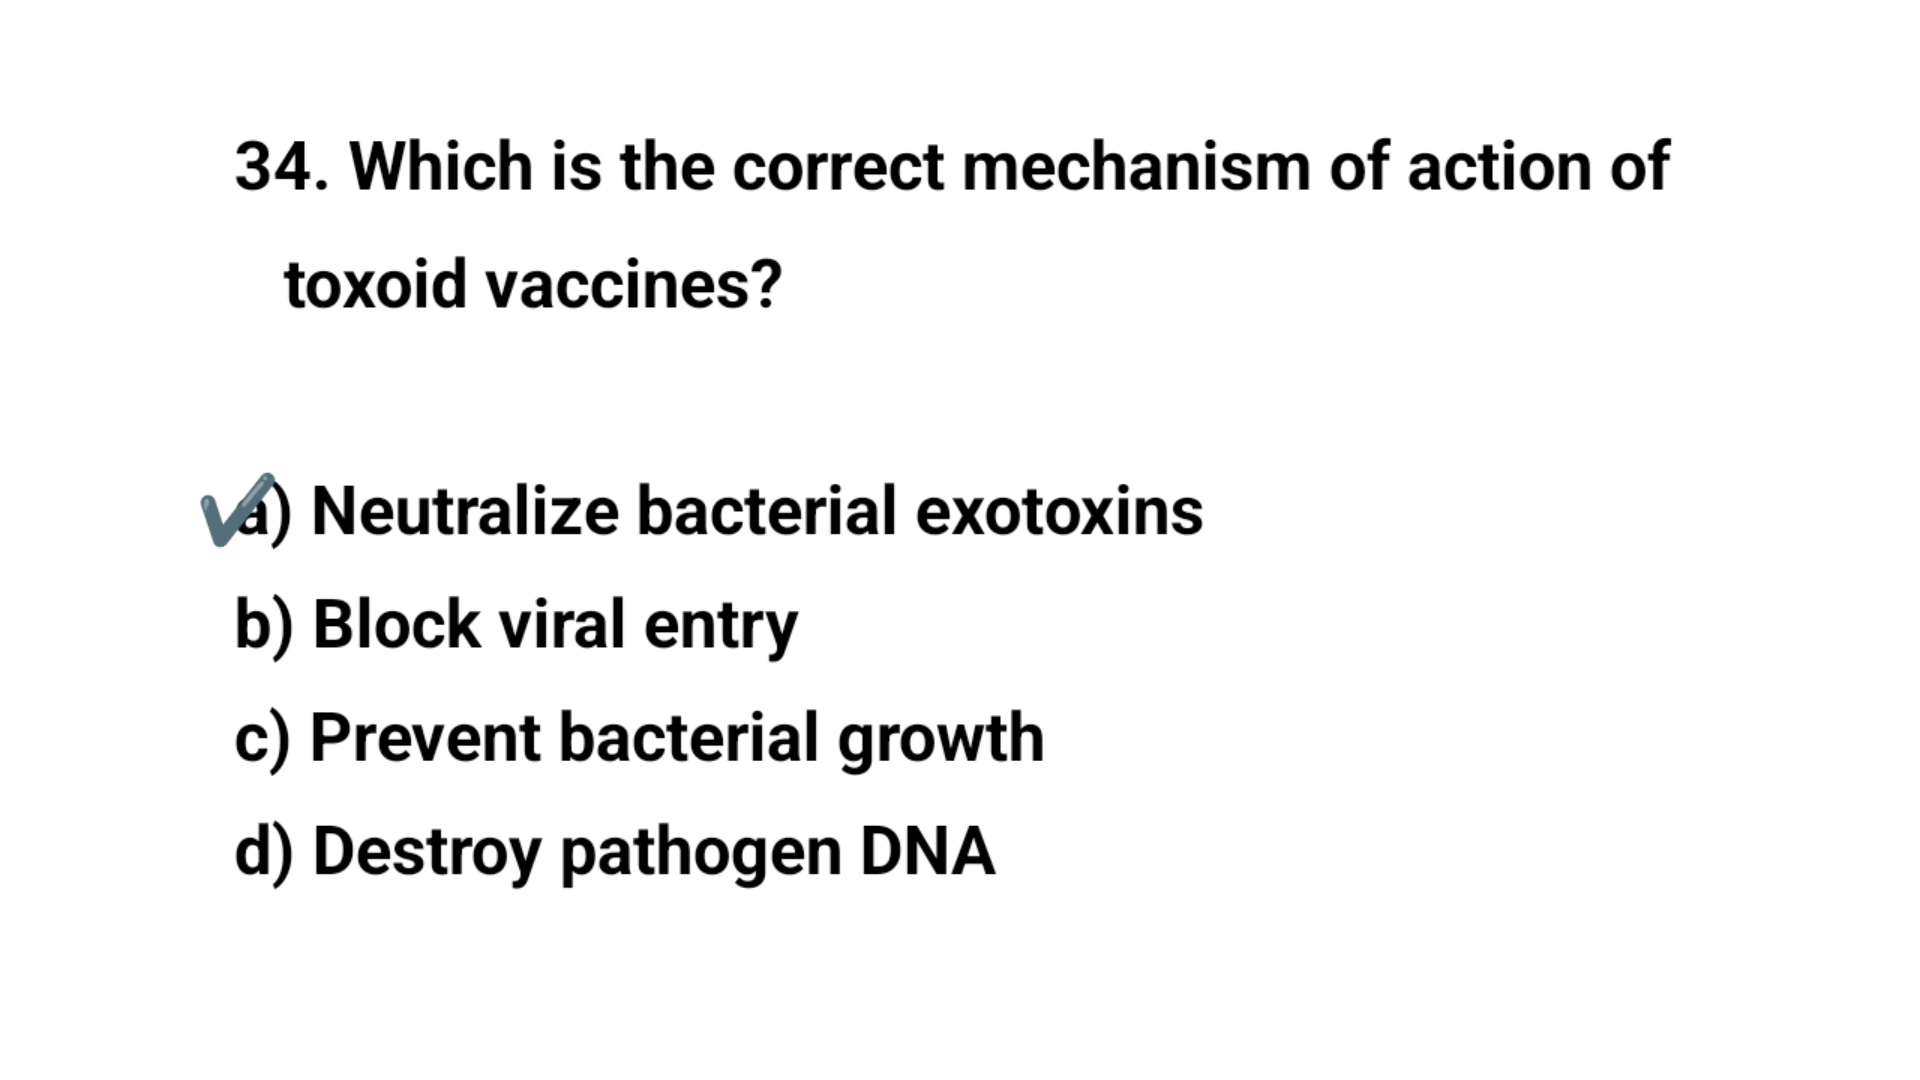 34. Which is the correct mechanism of action of
toxoid vaccines?
✔a) Neutralize bacterial exotoxins
b) Block viral entry
c) Prevent bacterial growth
d) Destroy pathogen DNA